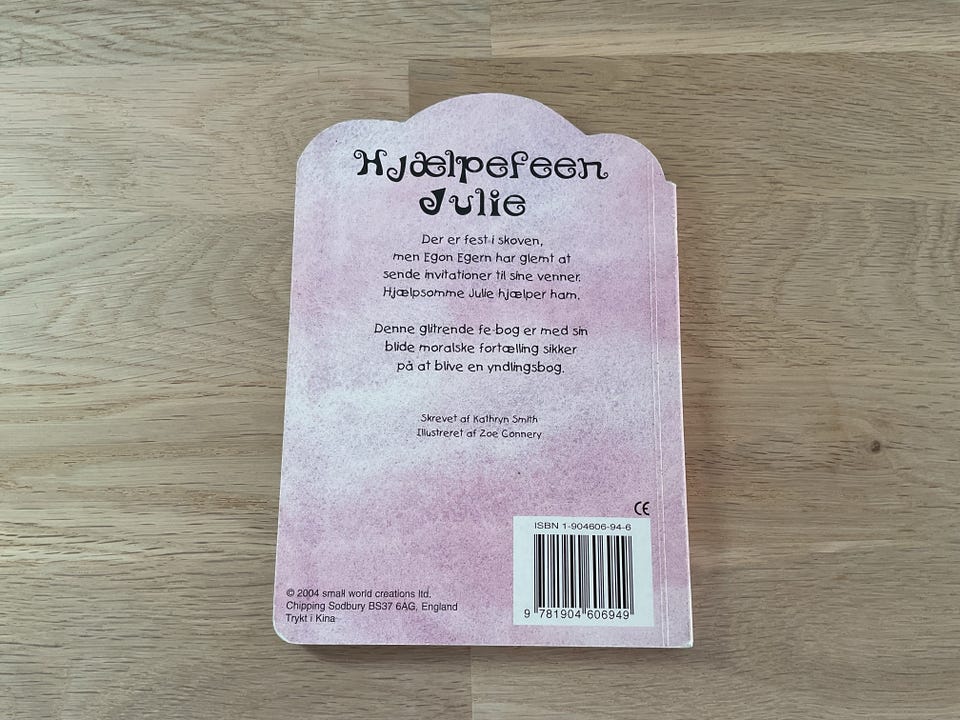 Hjælpefeen
Julie
Der er fest i skoven,
men Egon Egern har glemt at
sende invitationer til sine venner.
Hjælpsomme Julie hjælper ham.
Denne glitrende fe-bog er med sin
blide moralske fortælling sikker
på at blive en yndlingsbog.
Skrevet af Kathryn Smith
Illustreret af Zoe Connery
CE
ISBN 1-904606-94-6
9 781904 606949
© 2004 small world creations ltd.
Chipping Sodbury BS37 6AG, England
Trykt i Kina